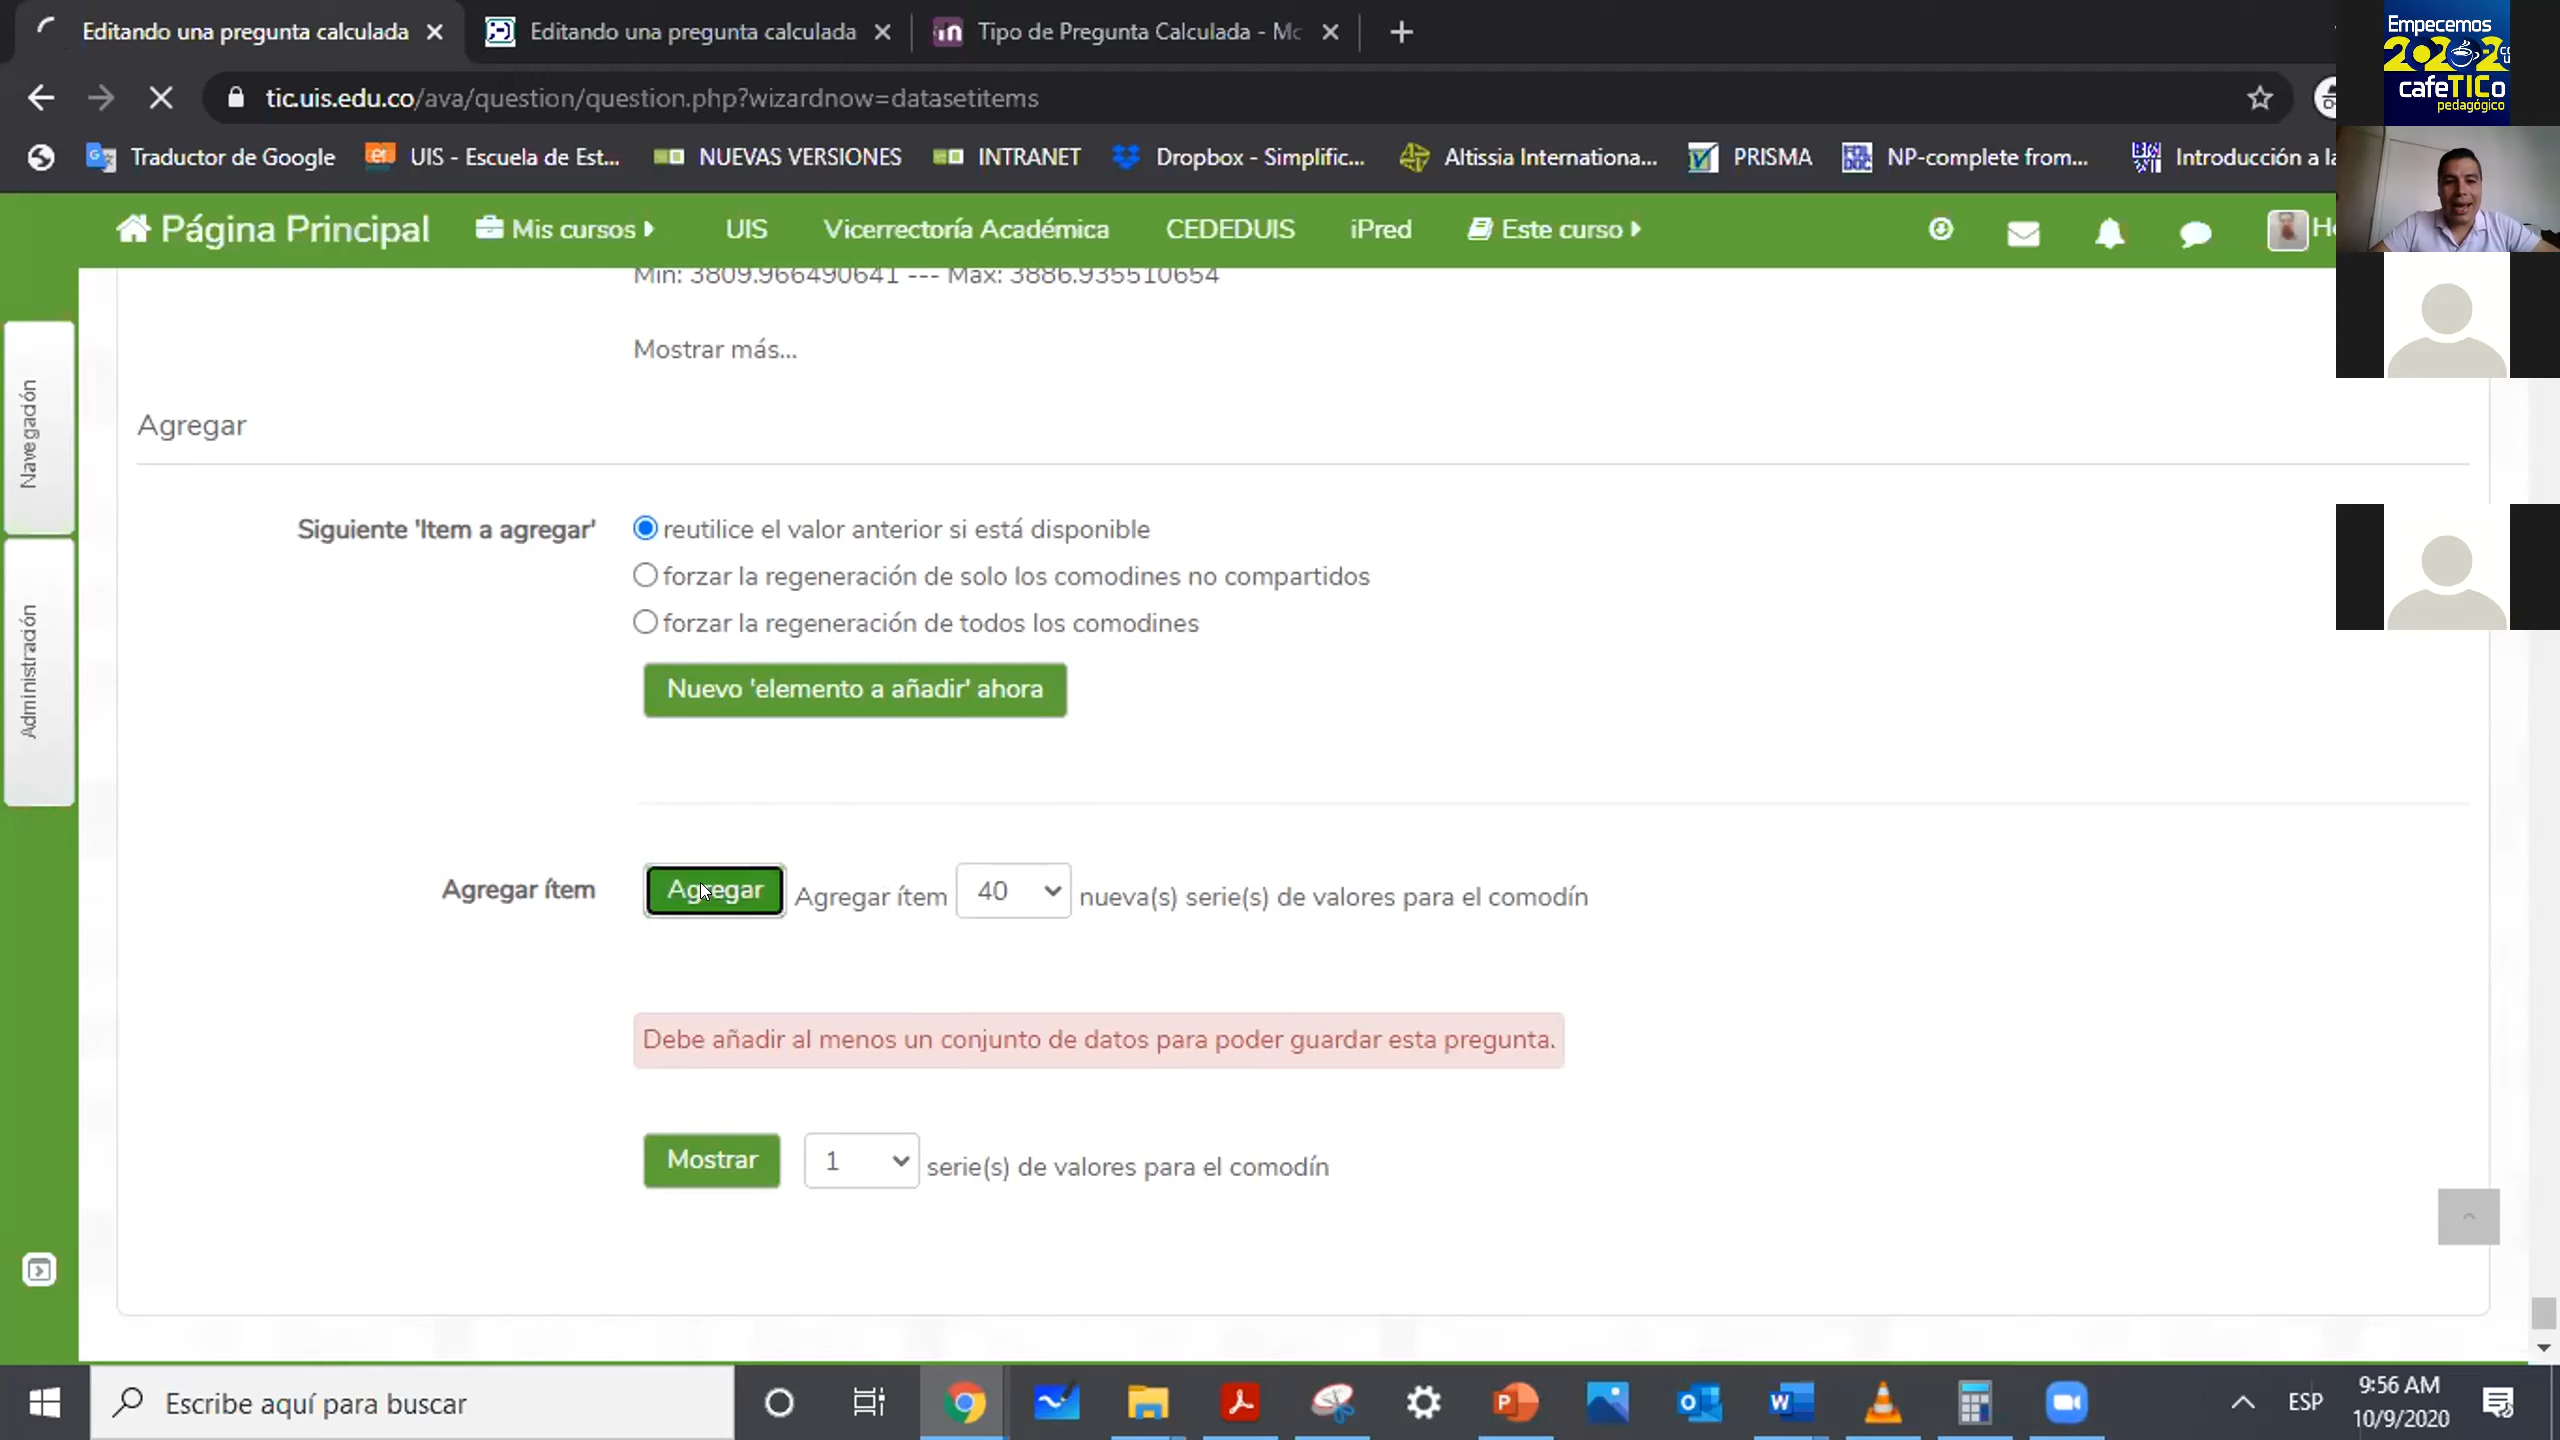 Editando una pregunta calculada
Editando una pregunta calculada
Tipo de Pregunta Calculada - Mc
Empecemos
2020-2
cafeTICo
pedagógico
tic.uis.edu.co/ava/question/question.php?wizardnow=datasetitems
Traductor de Google
UIS - Escuela de Est...
NUEVAS VERSIONES
INTRANET
Dropbox - Simplific...
Altissia Internationa...
PRISMA
NP-complete from...
Introducción a la
Página Principal
Mis cursos
UIS
Vicerrectoría Académica
CEDEDUIS
iPred
Este curso
Min: 3809.966490641 --- Max: 3886.935510654
Mostrar más...
Navegación
Administración
Agregar
Siguiente 'Item a agregar'
reutilice el valor anterior si está disponible
forzar la regeneración de solo los comodines no compartidos
forzar la regeneración de todos los comodines
Nuevo 'elemento a añadir' ahora
Agregar ítem
Agregar
Agregar ítem 40 nueva(s) serie(s) de valores para el comodín
Debe añadir al menos un conjunto de datos para poder guardar esta pregunta.
Mostrar 1 serie(s) de valores para el comodín
Escribe aquí para buscar
ESP
9:56 AM
10/9/2020